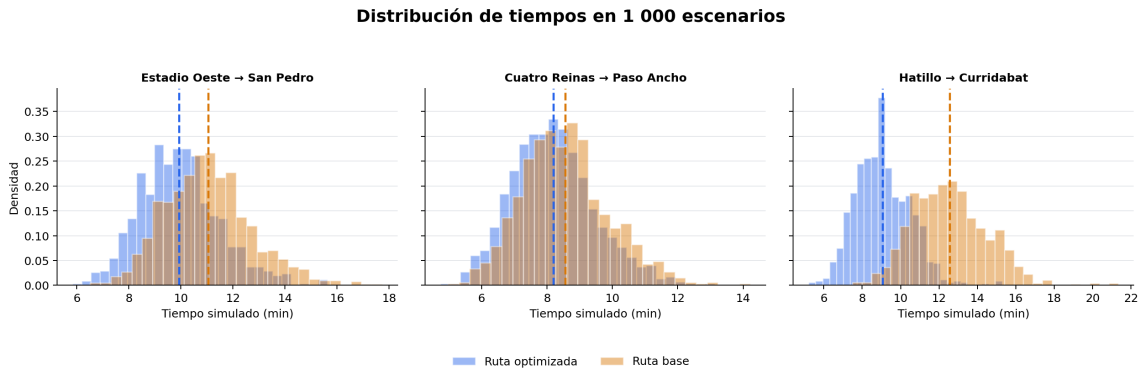 Distribución de tiempos en 1 000 escenarios
Estadio Oeste → San Pedro
Cuatro Reinas → Paso Ancho
Hatillo → Curridabat
Densidad
0.35
0.30
0.25
0.20
0.15
0.10
0.05
0.00
6 8 10 12 14 16 18
6 8 10 12 14
6 8 10 12 14 16 18 20 22
Tiempo simulado (min)
Tiempo simulado (min)
Tiempo simulado (min)
Ruta optimizada
Ruta base